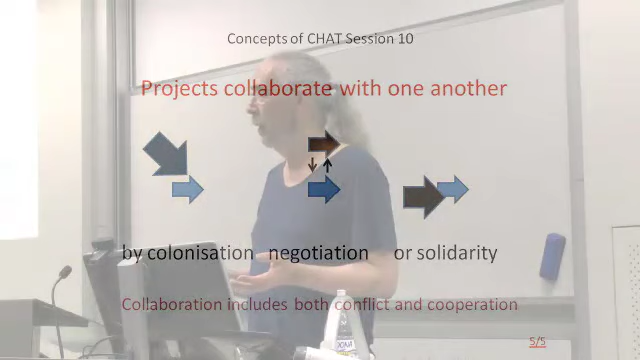 Concepts of CHAT Session 10
Projects collaborate with one another
by colonisation negotiation or solidarity
Collaboration includes both conflict and cooperation
5/5